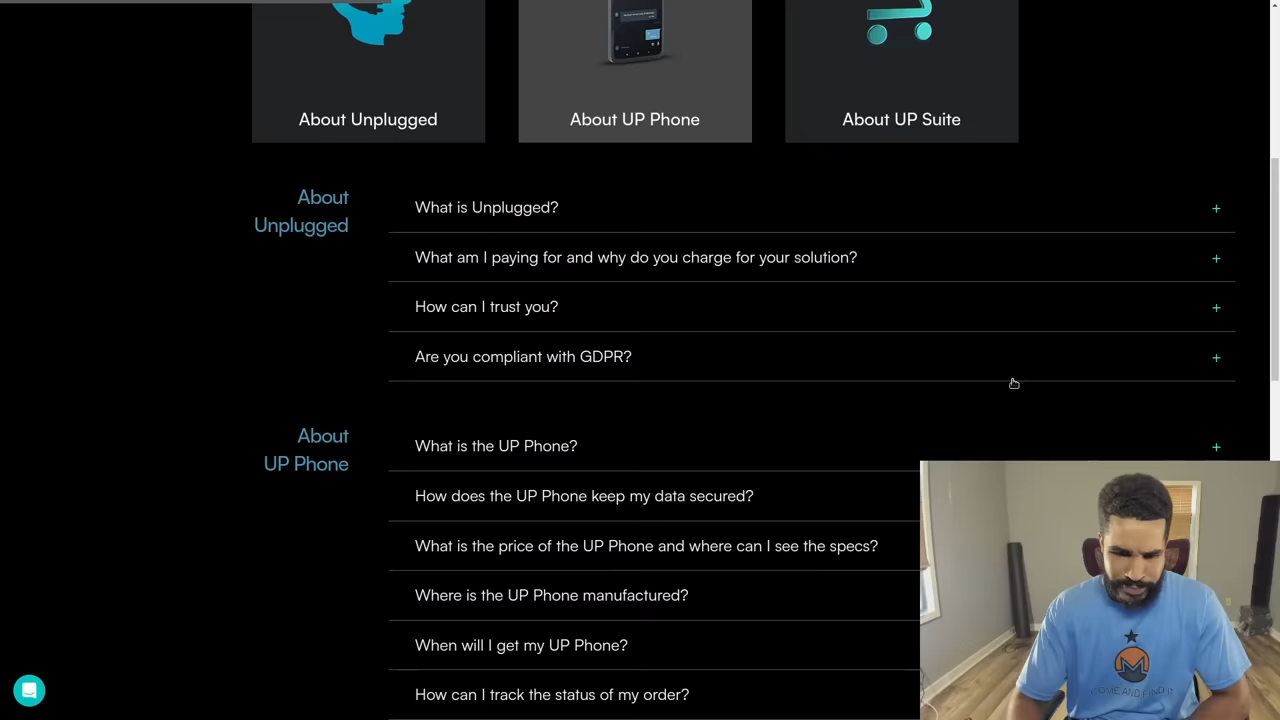 About Unplugged
About UP Phone
About UP Suite
About
Unplugged
What is Unplugged?
What am I paying for and why do you charge for your solution?
How can I trust you?
Are you compliant with GDPR?
About
UP Phone
What is the UP Phone?
How does the UP Phone keep my data secured?
What is the price of the UP Phone and where can I see the specs?
Where is the UP Phone manufactured?
When will I get my UP Phone?
How can I track the status of my order?
COME AND FIND IT